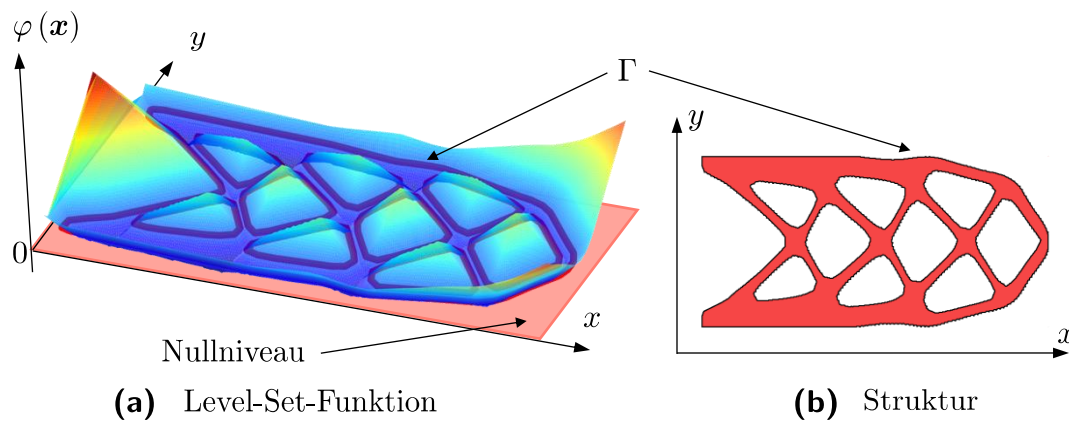 φ(x)
y
Γ
y
0
x
x
Nullniveau
(a) Level-Set-Funktion
(b) Struktur